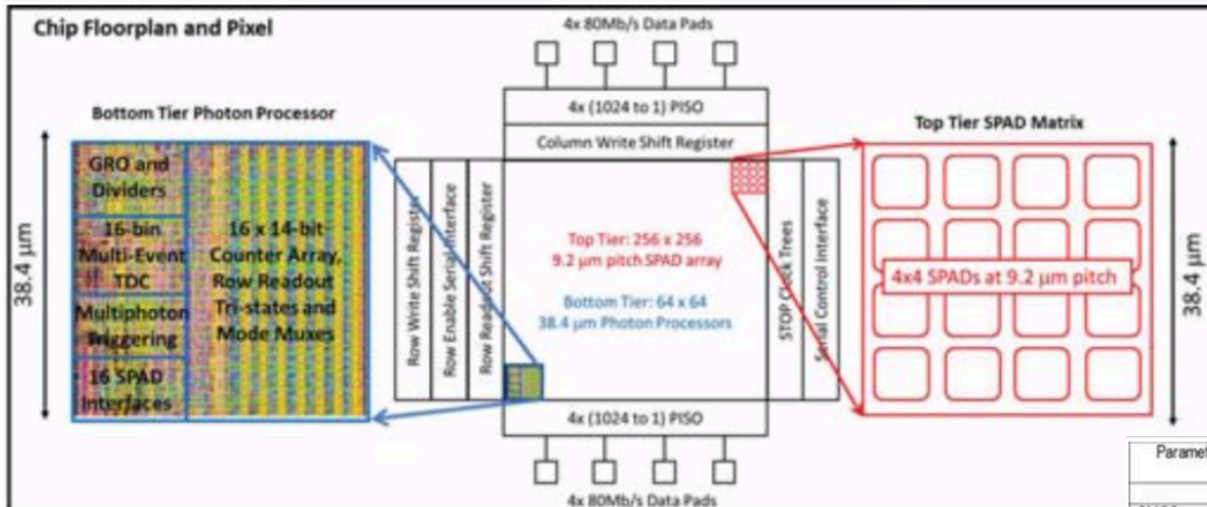 Chip Floorplan and Pixel
4x 80Mb/s Data Pads
4x (1024 to 1) PISO
Column Write Shift Register
Bottom Tier Photon Processor
38.4 µm
GRO and
Dividers
16-bin
Multi-Event
TDC
Multiphoton
Triggering
16 SPAD
Interfaces
16 x 14-bit
Counter Array,
Row Readout
Tri-states and
Mode Muxes
Row Write Shift Register
Row Enable Serial Interface
Row Readout Shift Register
Top Tier: 256 x 256
9.2 µm pitch SPAD array
Bottom Tier: 64 x 64
38.4 µm Photon Processors
STOP Clock Trees
Serial Control Interface
Top Tier SPAD Matrix
4x4 SPADs at 9.2 µm pitch
38.4 µm
4x (1024 to 1) PISO
4x 80Mb/s Data Pads